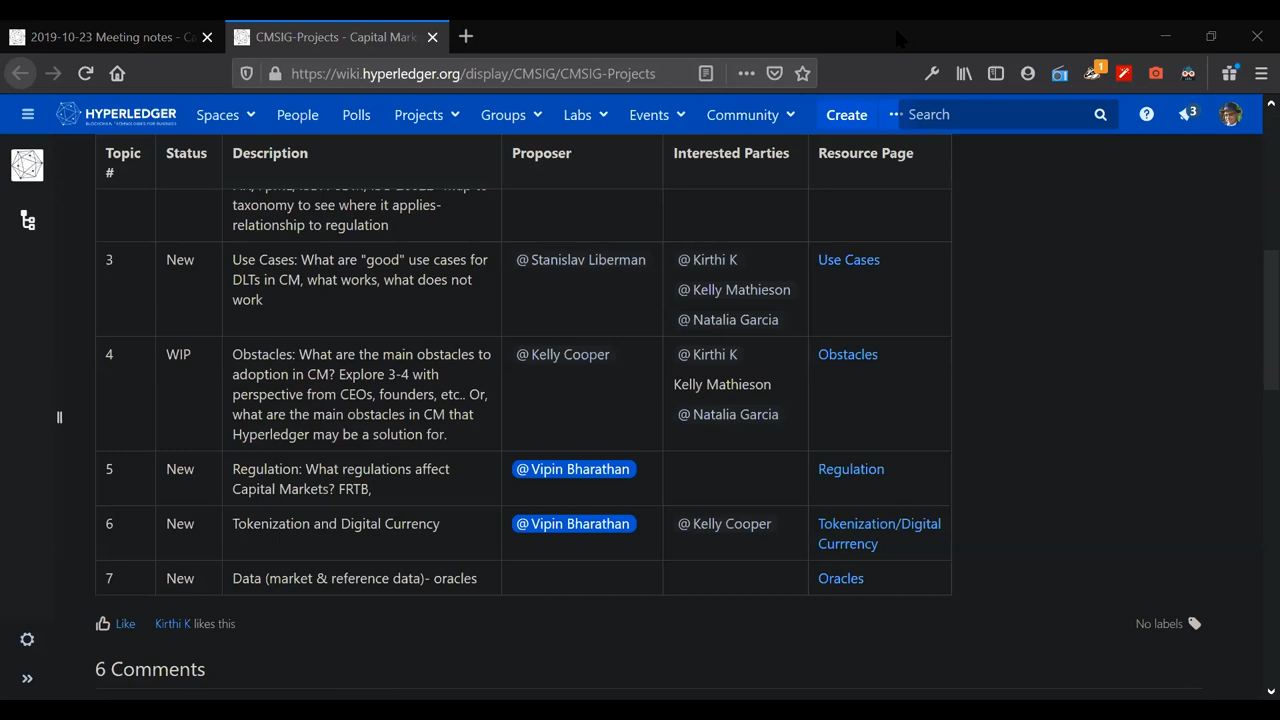 2019-10-23 Meeting notes - C
CMSIG-Projects - Capital Mark
https://wiki.hyperledger.org/display/CMSIG/CMSIG-Projects
1
HYPERLEDGER
Spaces People Polls Projects Groups Labs Events Community Create Search 3
Topic # Status Description Proposer Interested Parties Resource Page
taxonomy to see where it applies-
relationship to regulation
3 New Use Cases: What are "good" use cases for @Stanislav Liberman @Kirthi K Use Cases
DLTs in CM, what works, what does not @Kelly Mathieson
work @Natalia Garcia
4 WIP Obstacles: What are the main obstacles to @Kelly Cooper @Kirthi K Obstacles
adoption in CM? Explore 3-4 with Kelly Mathieson
perspective from CEOs, founders, etc.. Or,
what are the main obstacles in CM that @Natalia Garcia
Hyperledger may be a solution for.
5 New Regulation: What regulations affect @Vipin Bharathan Regulation
Capital Markets? FRTB,
6 New Tokenization and Digital Currency @Vipin Bharathan @Kelly Cooper Tokenization/Digital
Currrency
7 New Data (market & reference data)- oracles Oracles
Like Kirthi K likes this No labels
6 Comments